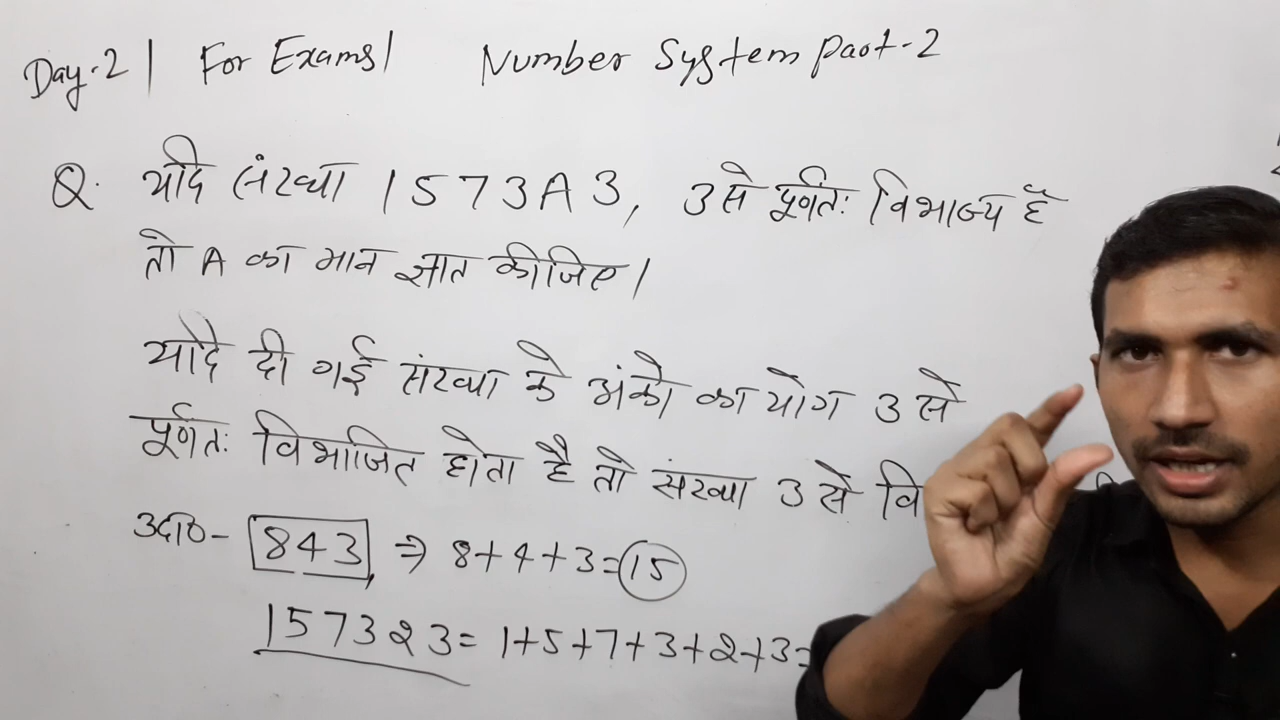 Day-2 | For Exams | Number System Part-2
Q. यदि संख्या 1573A3, 3 से पूर्णतः विभाज्य है
तो A का मान ज्ञात कीजिए।
यदि दी गई संख्या के अंको का योग 3 से
पूर्णतः विभाजित होता है तो संख्या 3 से वि
उदा०- 843, ⇒ 8+4+3=15
157323= 1+5+7+3+2+3=